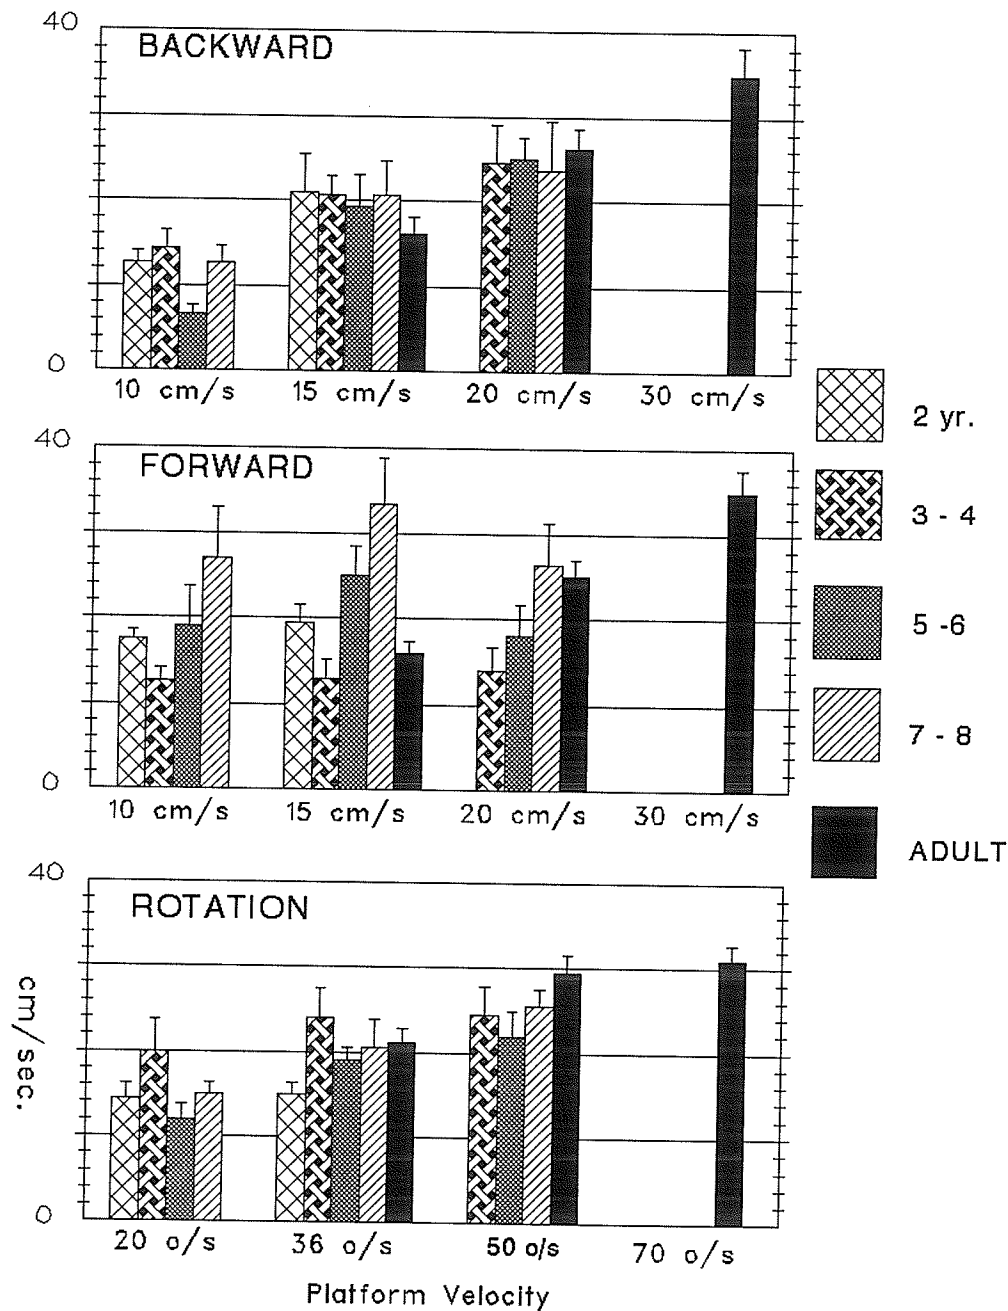 40
BACKWARD
0
10 cm/s 15 cm/s 20 cm/s 30 cm/s
40
FORWARD
0
10 cm/s 15 cm/s 20 cm/s 30 cm/s
40
ROTATION
cm/sec.
0
20 o/s 36 o/s 50 o/s 70 o/s
Platform Velocity
2 yr.
3 - 4
5 -6
7 - 8
ADULT